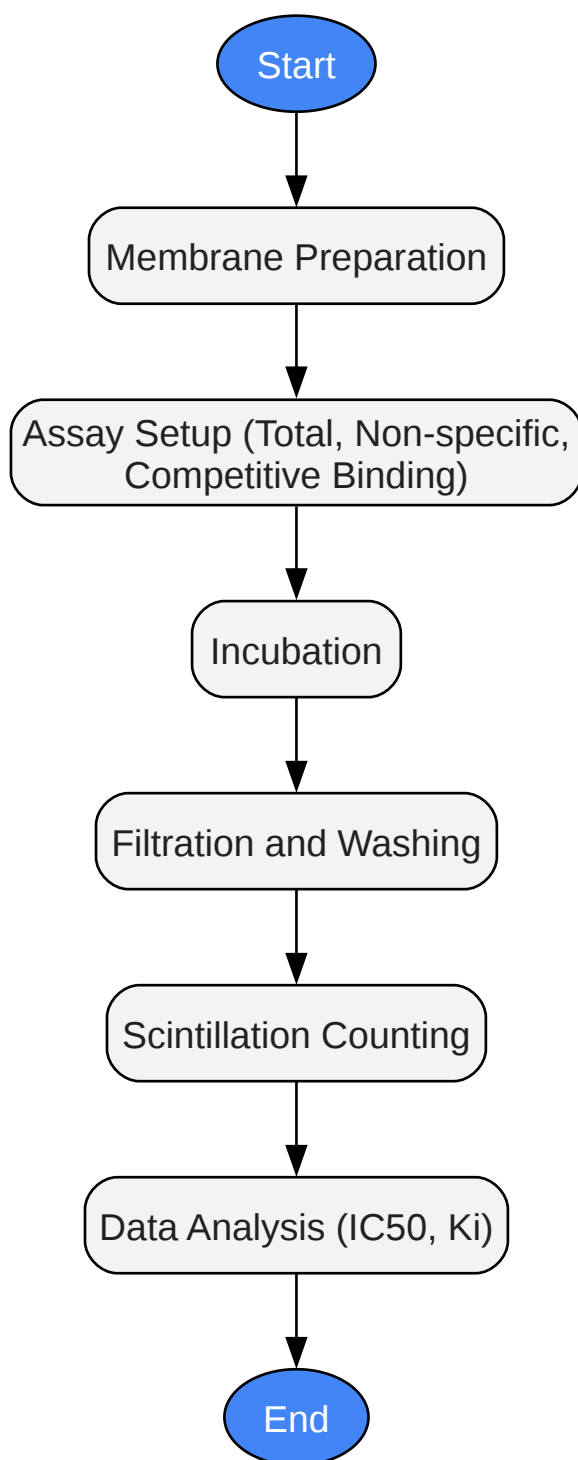 Start
Membrane Preparation
Assay Setup (Total, Non-specific,
Competitive Binding)
Incubation
Filtration and Washing
Scintillation Counting
Data Analysis (IC50, Ki)
End